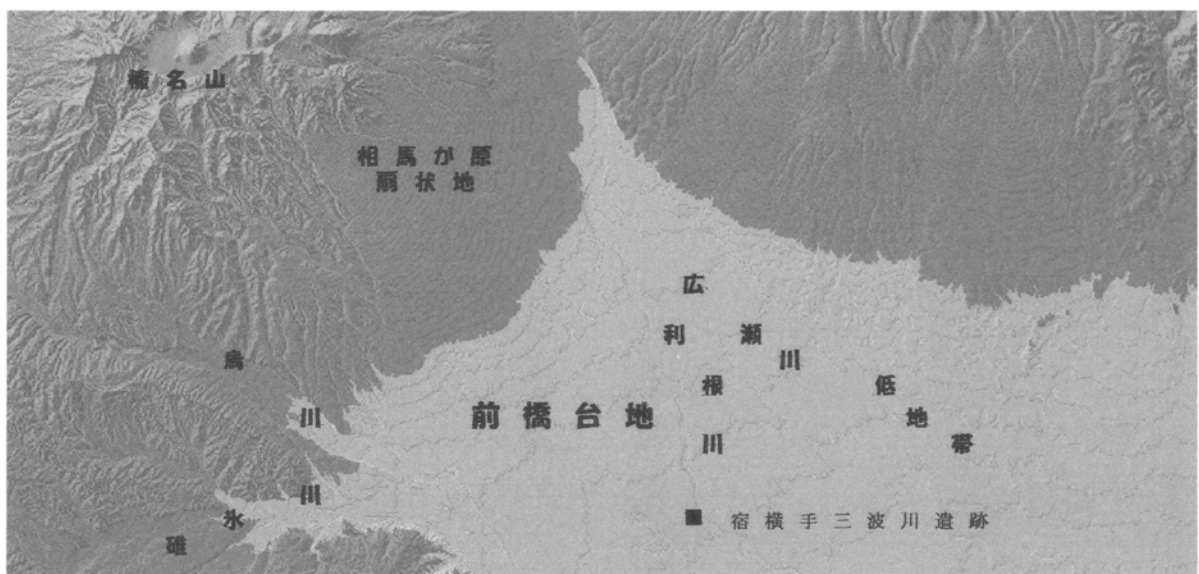 榛名山
相馬が原
扇状地
広瀬川低地帯
利根川
前橋台地
烏川
碓氷川
宿横手三波川遺跡